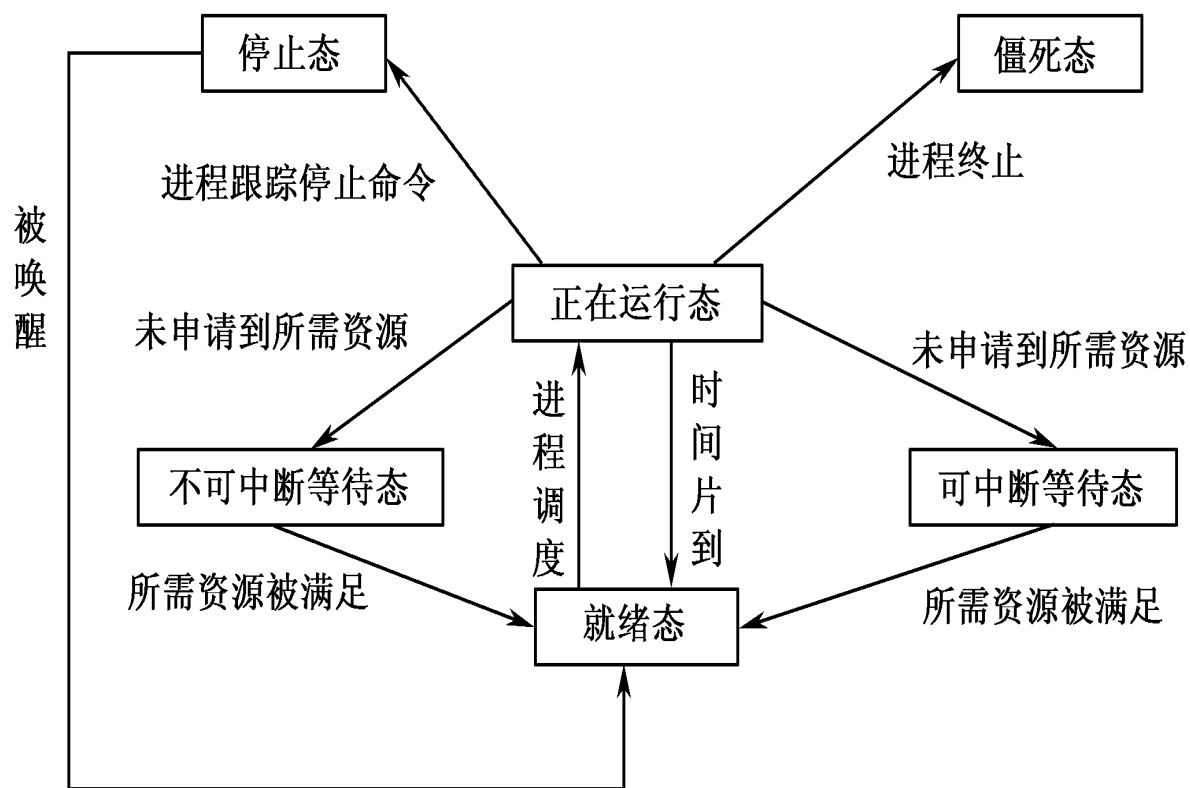 停止态
僵死态
进程终止
进程跟踪停止命令
被唤醒
正在运行态
未申请到所需资源
未申请到所需资源
进程调度
时间片到
不可中断等待态
可中断等待态
所需资源被满足
就绪态
所需资源被满足